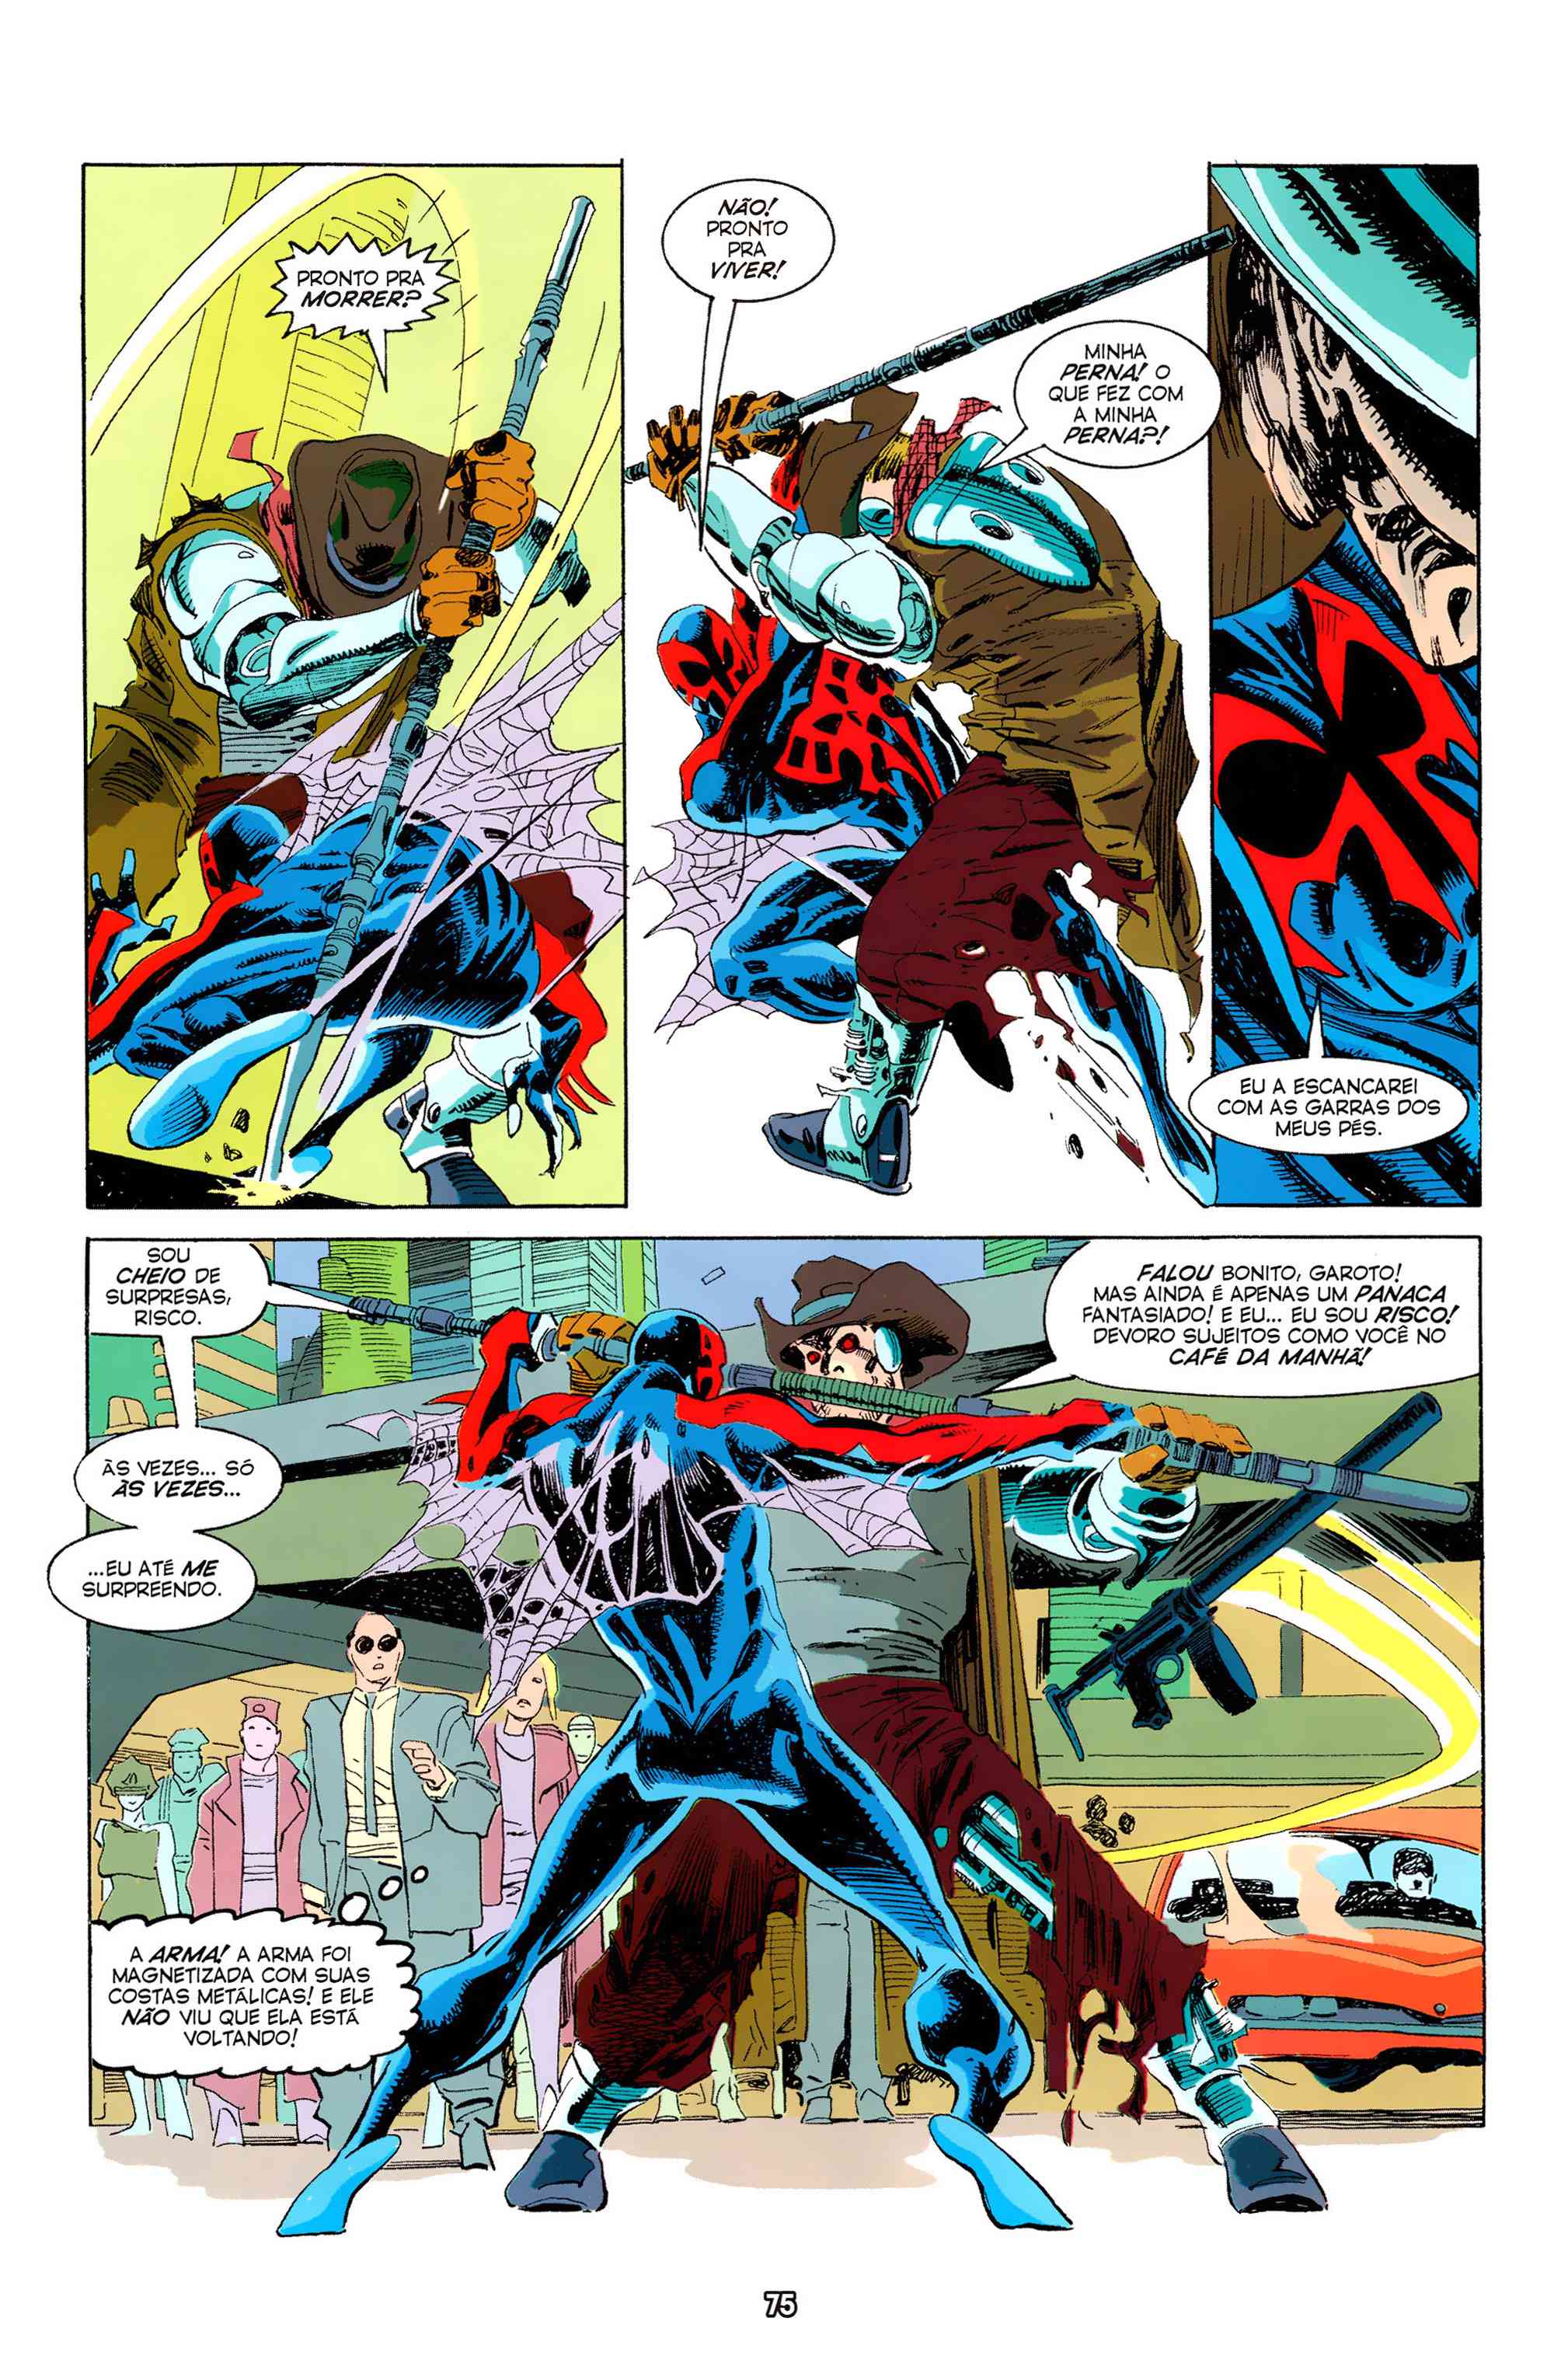 PRONTO PRA
MORRER?
NÃO!
PRONTO
PRA
VIVER!
MINHA
PERNA! O
QUE FEZ COM
A MINHA
PERNA?!
EU A ESCANCAREI
COM AS GARRAS DOS
MEUS PÉS.
SOU
CHEIO DE
SURPRESAS,
RISCO.
ÀS VEZES... SÓ
ÀS VEZES...
...EU ATÉ ME
SURPREENDO.
FALOU BONITO, GAROTO!
MAS AINDA É APENAS UM PANACA
FANTASIADO! E EU... EU SOU RISCO!
DEVORO SUJEITOS COMO VOCÊ NO
CAFÉ DA MANHÃ!
A ARMA! A ARMA FOI
MAGNETIZADA COM SUAS
COSTAS METÁLICAS! E ELE
NÃO VIU QUE ELA ESTÁ
VOLTANDO!
75